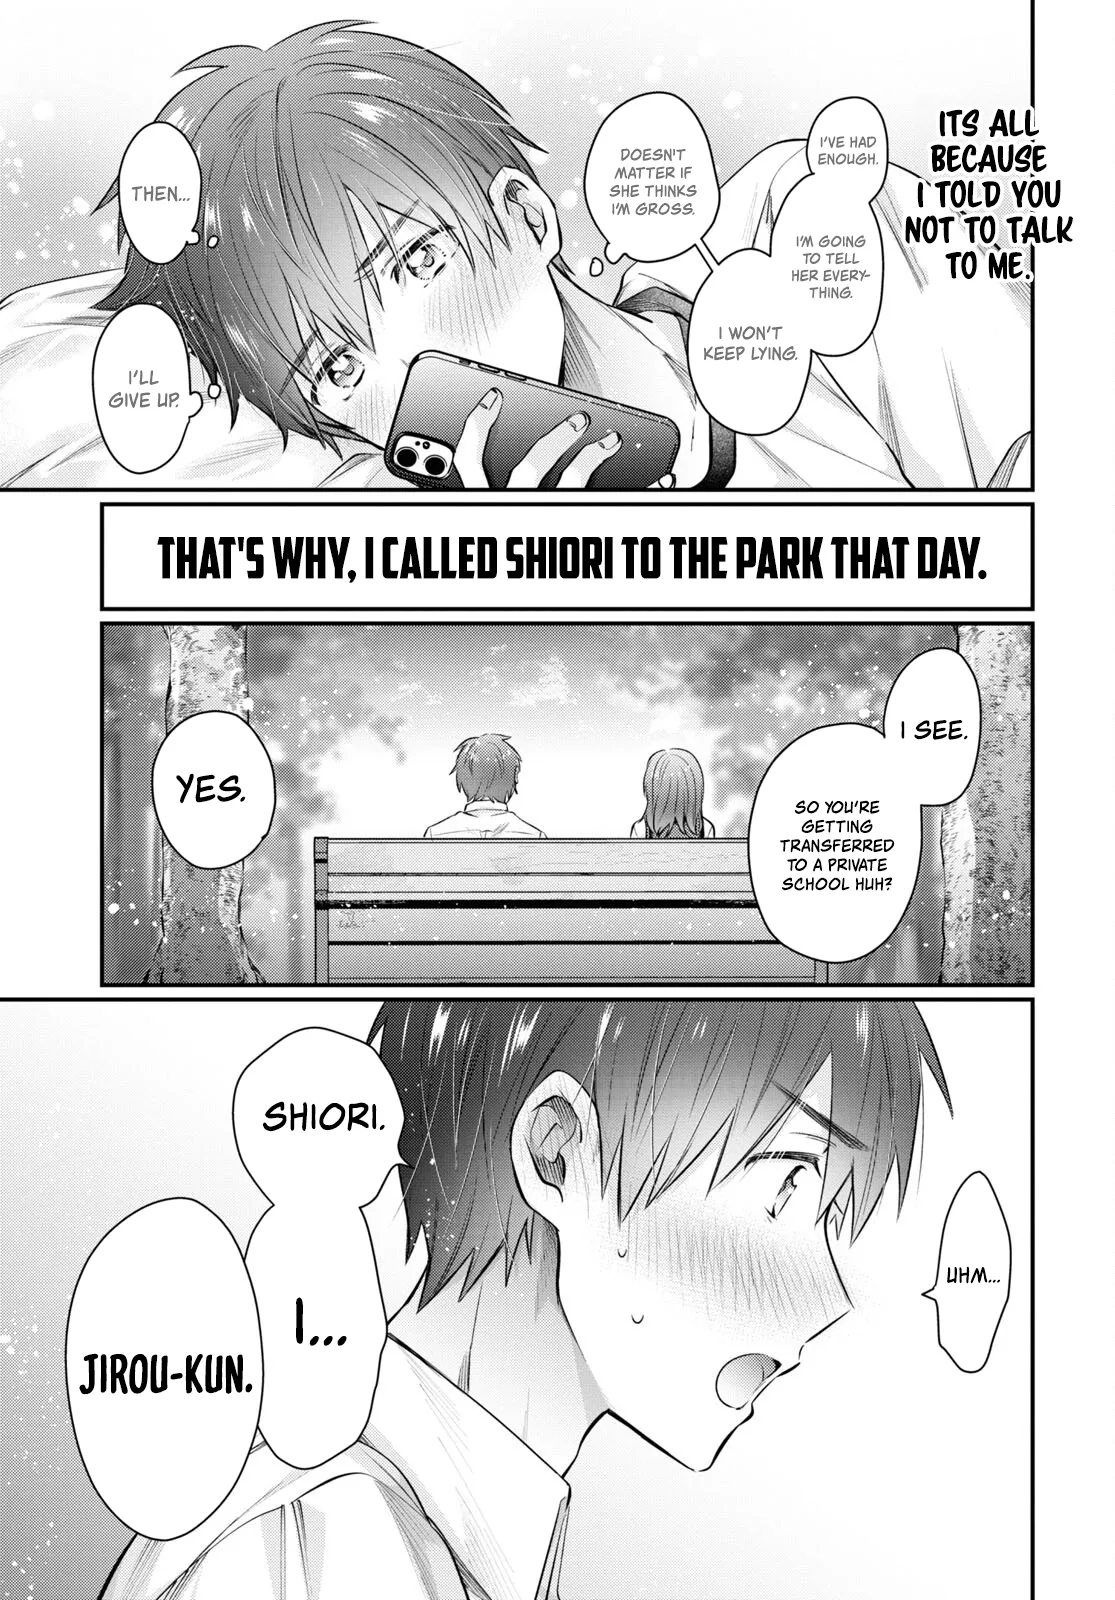 ITS ALL
BECAUSE
I TOLD YOU
NOT TO TALK
TO ME.
I'VE HAD
ENOUGH.
I'M GOING
TO TELL
HER EVERY-
THING.
I WON'T
KEEP LYING.
DOESN'T
MATTER IF
SHE THINKS
I'M GROSS.
THEN...
I'LL
GIVE UP.
THAT'S WHY, I CALLED SHIORI TO THE PARK THAT DAY.
I SEE.
SO YOU'RE
GETTING
TRANSFERRED
TO A PRIVATE
SCHOOL HUH?
YES.
UHM...
SHIORI.
I...
JIROU-KUN.